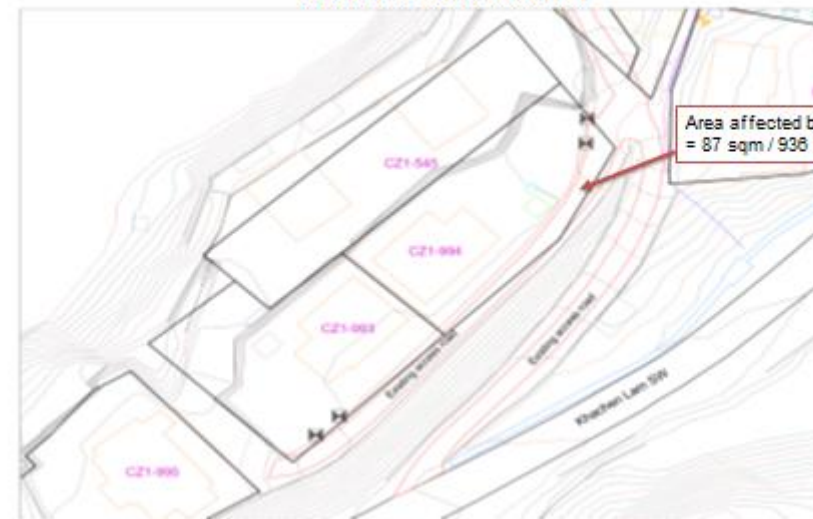 Area affected b
= 87 sqm / 936
CZ1-545
CZ1-994
CZ1-993
Existing access road
Existing access road
Khachen Lam SW
CZ1-995